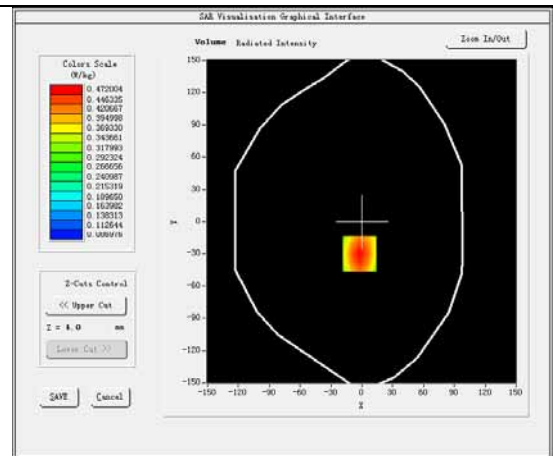 SAR Visualisation Graphical Interface
Volume Radiated Intensity
Zoom In/Out
Colors Scale
(W/kg)
0.472004
0.446335
0.420667
0.394998
0.369330
0.343661
0.317993
0.292324
0.266656
0.240987
0.215319
0.189650
0.163982
0.138313
0.112644
0.086976
Z-Cuts Control
<< Upper Cut
Z = 4.0 mm
Lower Cut >>
SAVE Cancel
150
120
90
60
30
0
-30
-60
-90
-120
-150
Y
-150 -120 -90 -60 -30 0 30 60 90 120 150
X